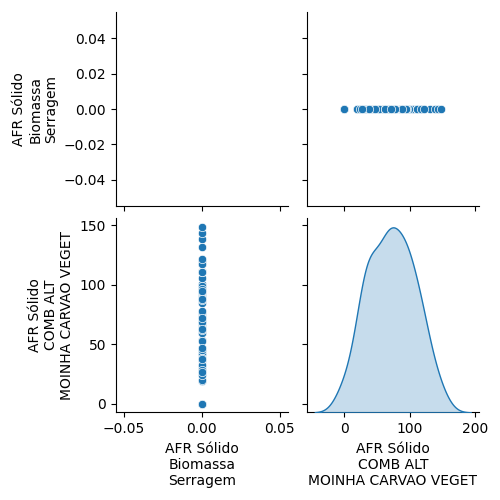 0.04
0.02
0.00
−0.02
−0.04
AFR Sólido
Biomassa
Serragem
150
100
50
0
AFR Sólido
COMB ALT
MOINHA CARVAO VEGET
−0.05 0.00 0.05
AFR Sólido
Biomassa
Serragem
0 100 200
AFR Sólido
COMB ALT
MOINHA CARVAO VEGET